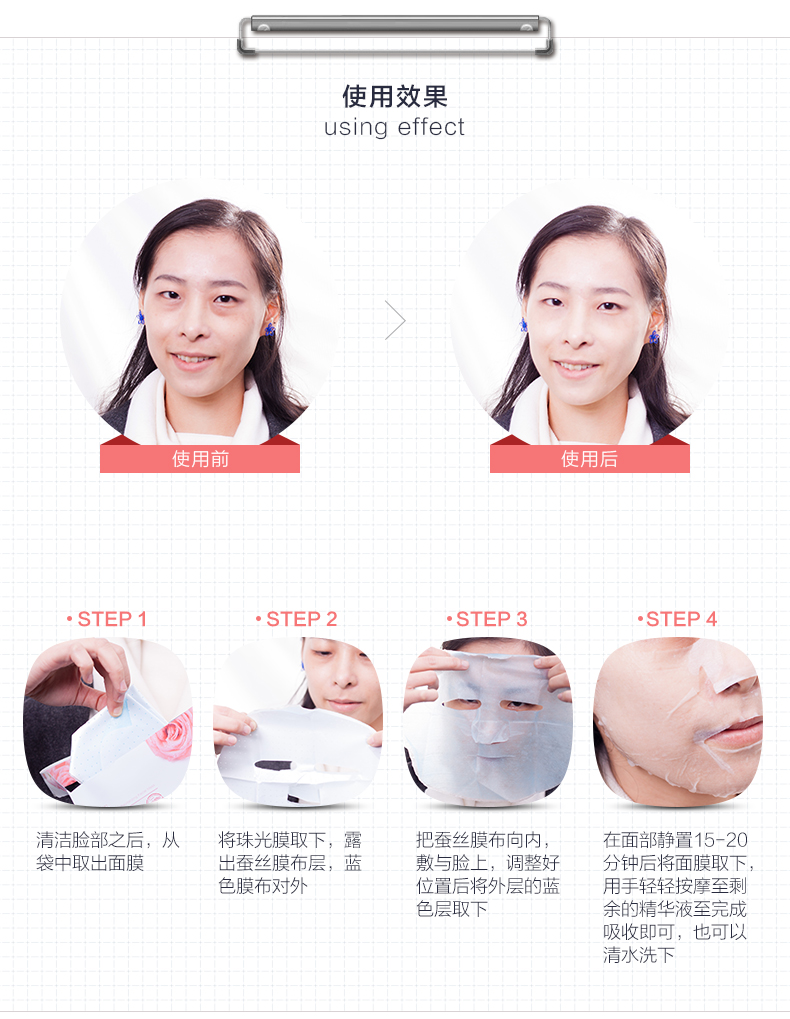 使用效果
using effect
使用前
使用后
• STEP 1
• STEP 2
• STEP 3
• STEP 4
清洁脸部之后，从
袋中取出面膜
将珠光膜取下，露
出蚕丝膜布层，蓝
色膜布对外
把蚕丝膜布向内，
敷与脸上，调整好
位置后将外层的蓝
色层取下
在面部静置15-20
分钟后将面膜取下，
用手轻轻按摩至剩
余的精华液至完成
吸收即可，也可以
清水洗下